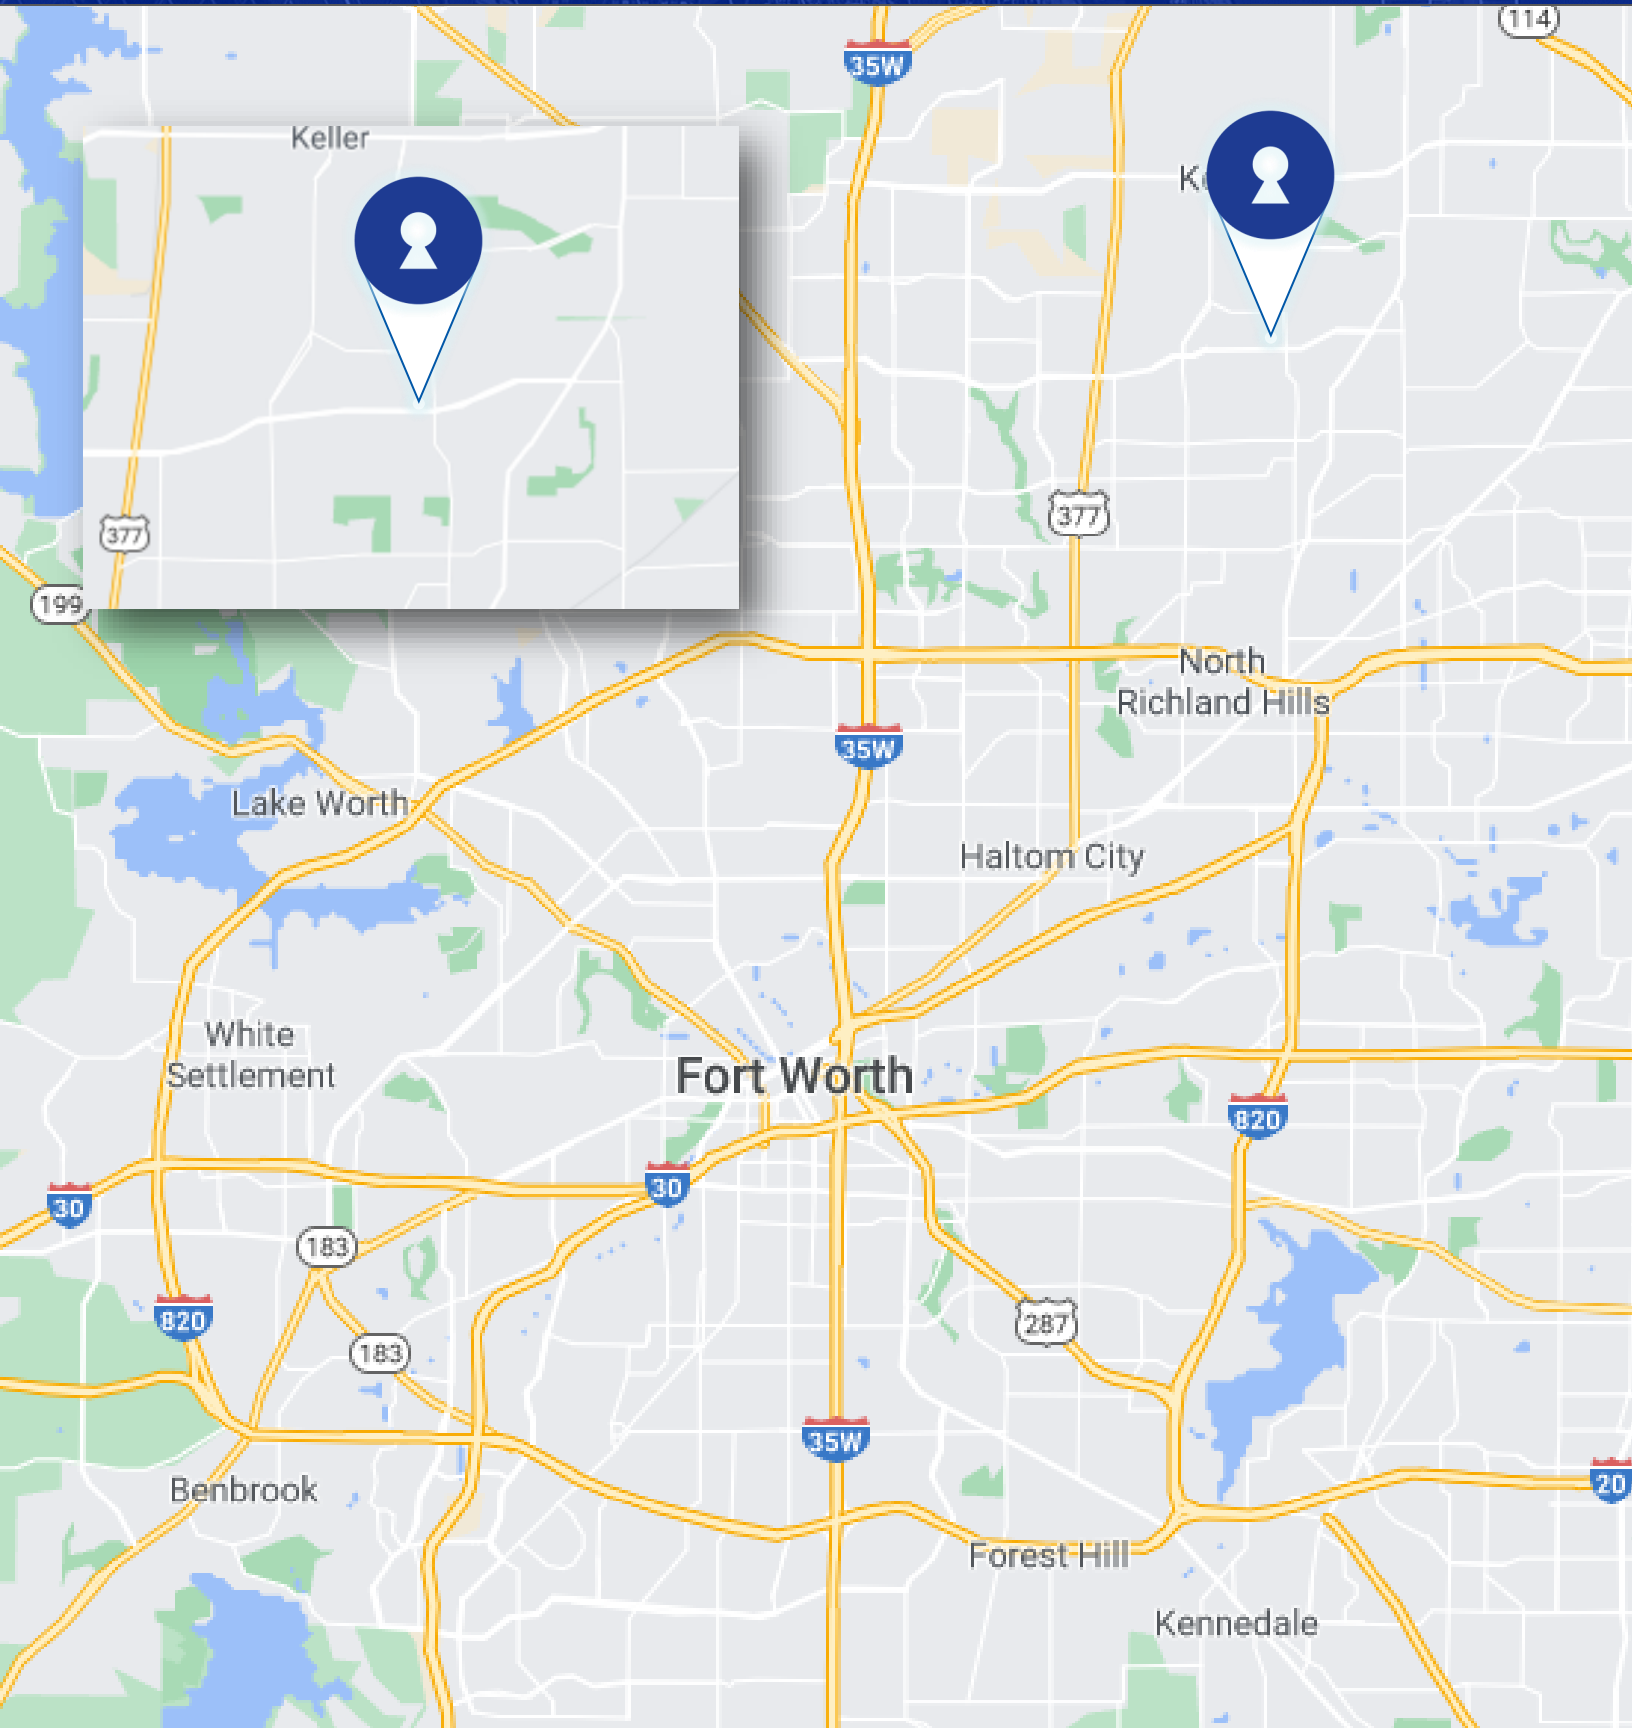 114
35W
Keller
377
199
377
North
Richland Hills
35W
Lake Worth
Haltom City
White
Settlement
Fort Worth
820
30
30
183
820
287
183
35W
20
Benbrook
Forest Hill
Kennedale